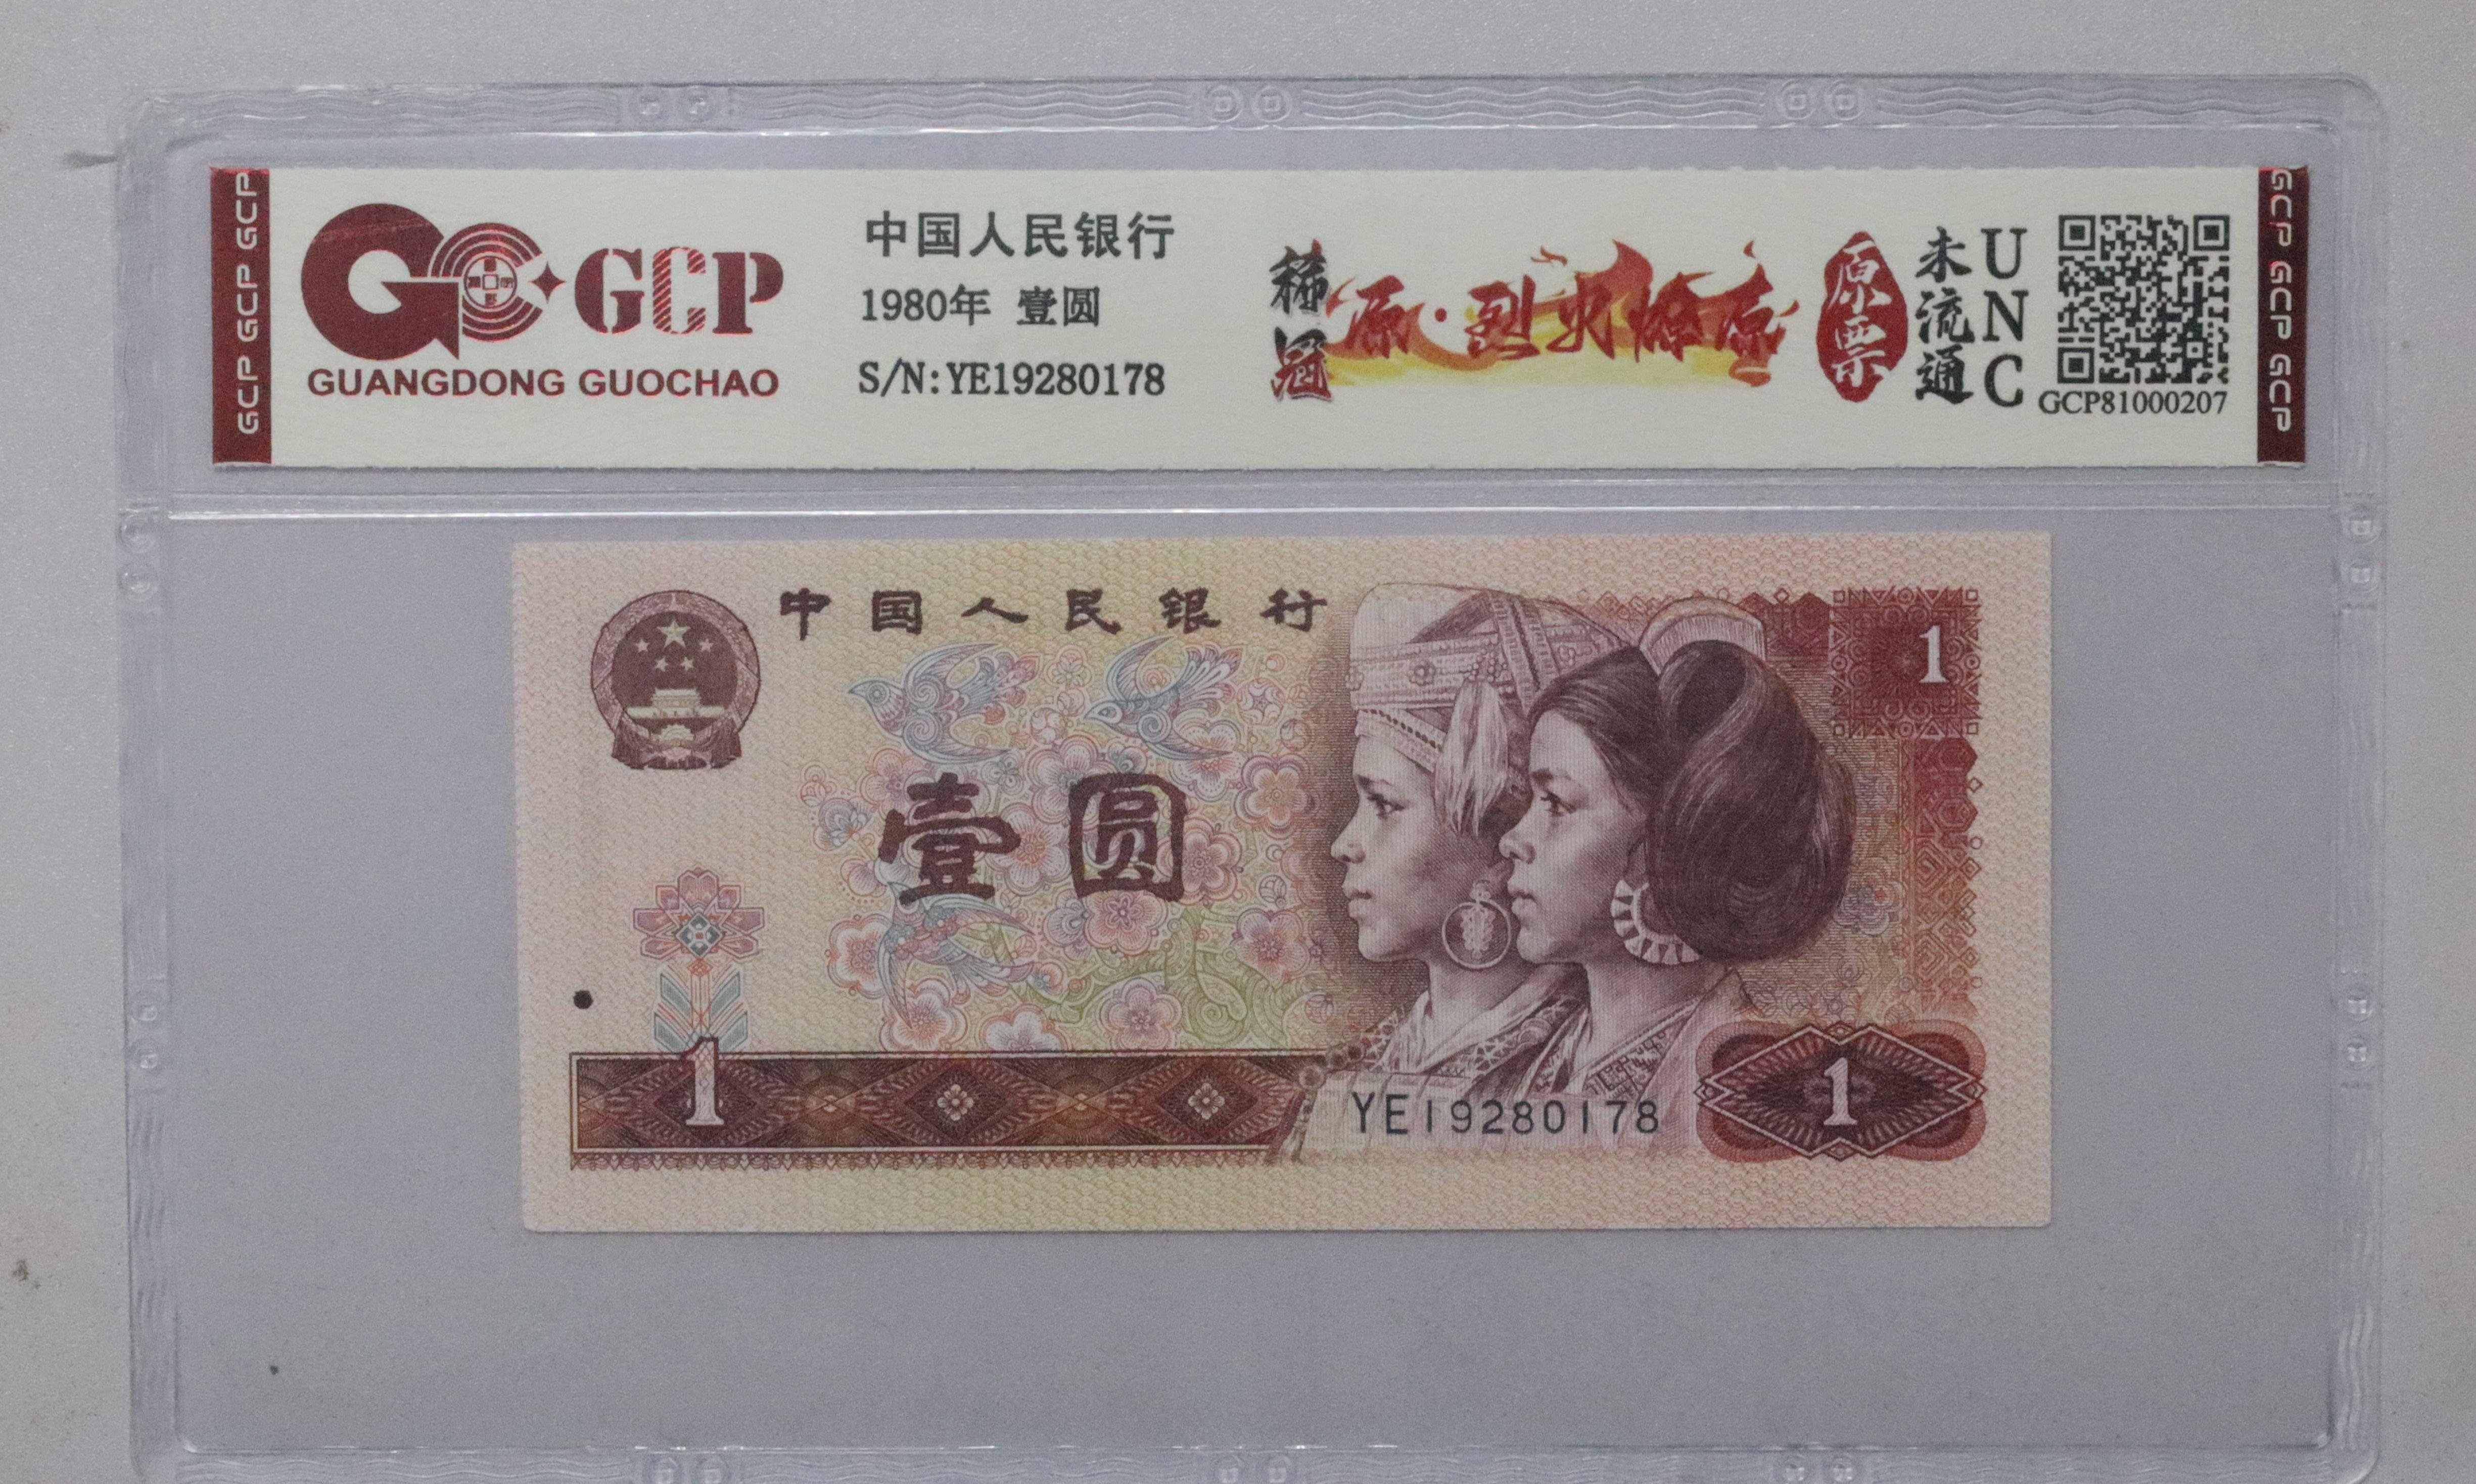 GCP GCP GCP
GCP
GUANGDONG GUOCHAO
中国人民银行
1980年 壹圆
S/N:YE19280178
稀冠
原·烈火燎原
原票
未流通
UNC
GCP81000207
GCP GCP GCP
中国人民银行
1
壹圆
1
YE19280178
1